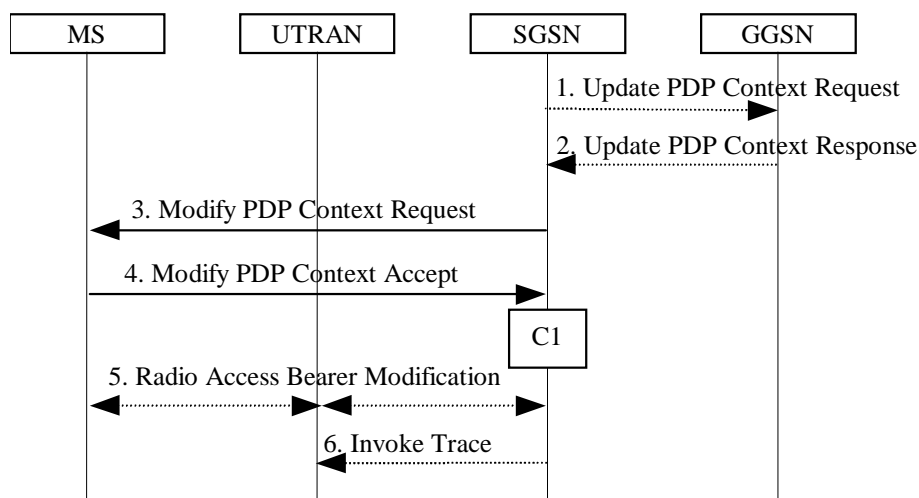 MS UTRAN SGSN GGSN
1. Update PDP Context Request
2. Update PDP Context Response
3. Modify PDP Context Request
4. Modify PDP Context Accept
C1
5. Radio Access Bearer Modification
6. Invoke Trace